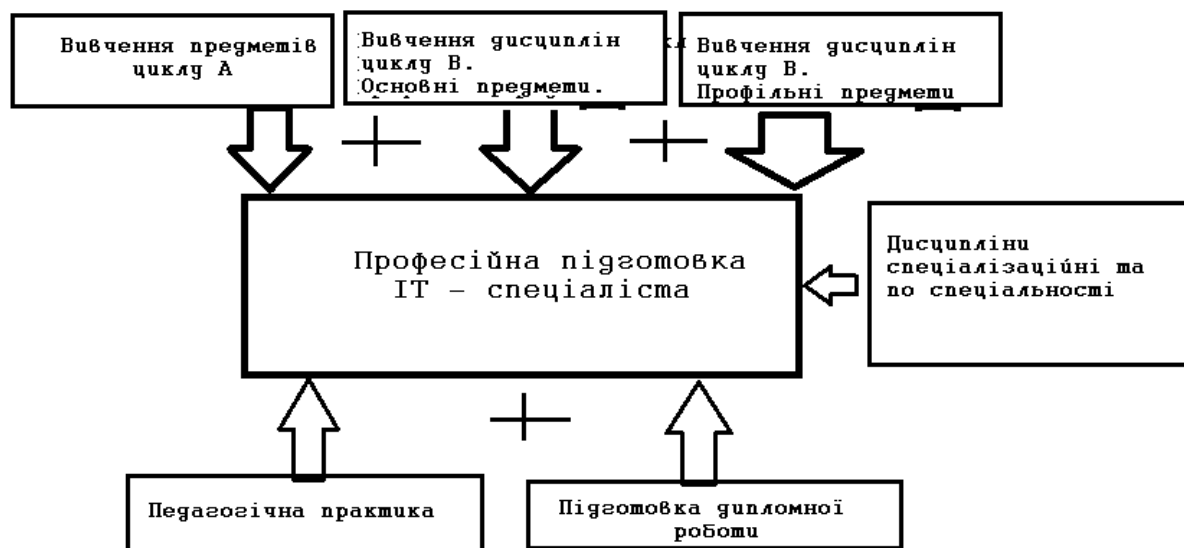 Вивчення предметів
циклу А
Вивчення дисциплін
циклу В.
Основні предмети.
Вивчення дисциплін
циклу В.
Профільні предмети
Професійна підготовка
ІТ – спеціаліста
Дисципліни
спеціалізаційні та
по спеціальності
Педагогічна практика
Підготовка дипломної
роботи